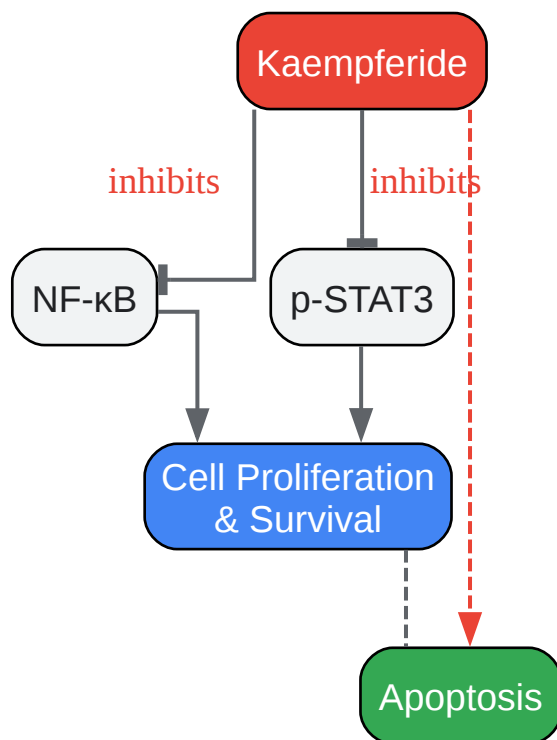 Kaempferide
inhibits
inhibits
NF-κB
p-STAT3
Cell Proliferation
& Survival
Apoptosis